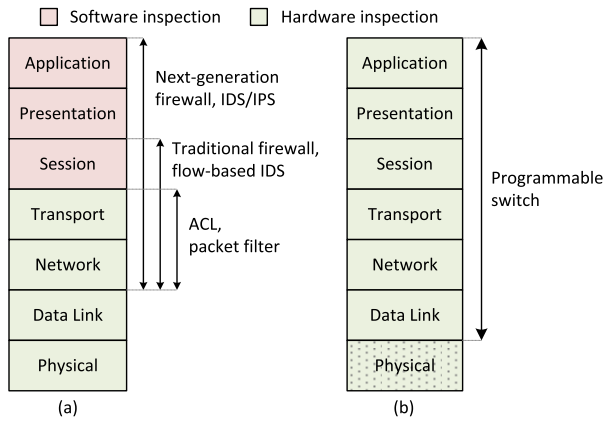 Software inspection
Hardware inspection
Application
Presentation
Session
Transport
Network
Data Link
Physical
Next-generation
firewall, IDS/IPS
Traditional firewall,
flow-based IDS
ACL,
packet filter
(a)
Application
Presentation
Session
Transport
Network
Data Link
Physical
Programmable
switch
(b)